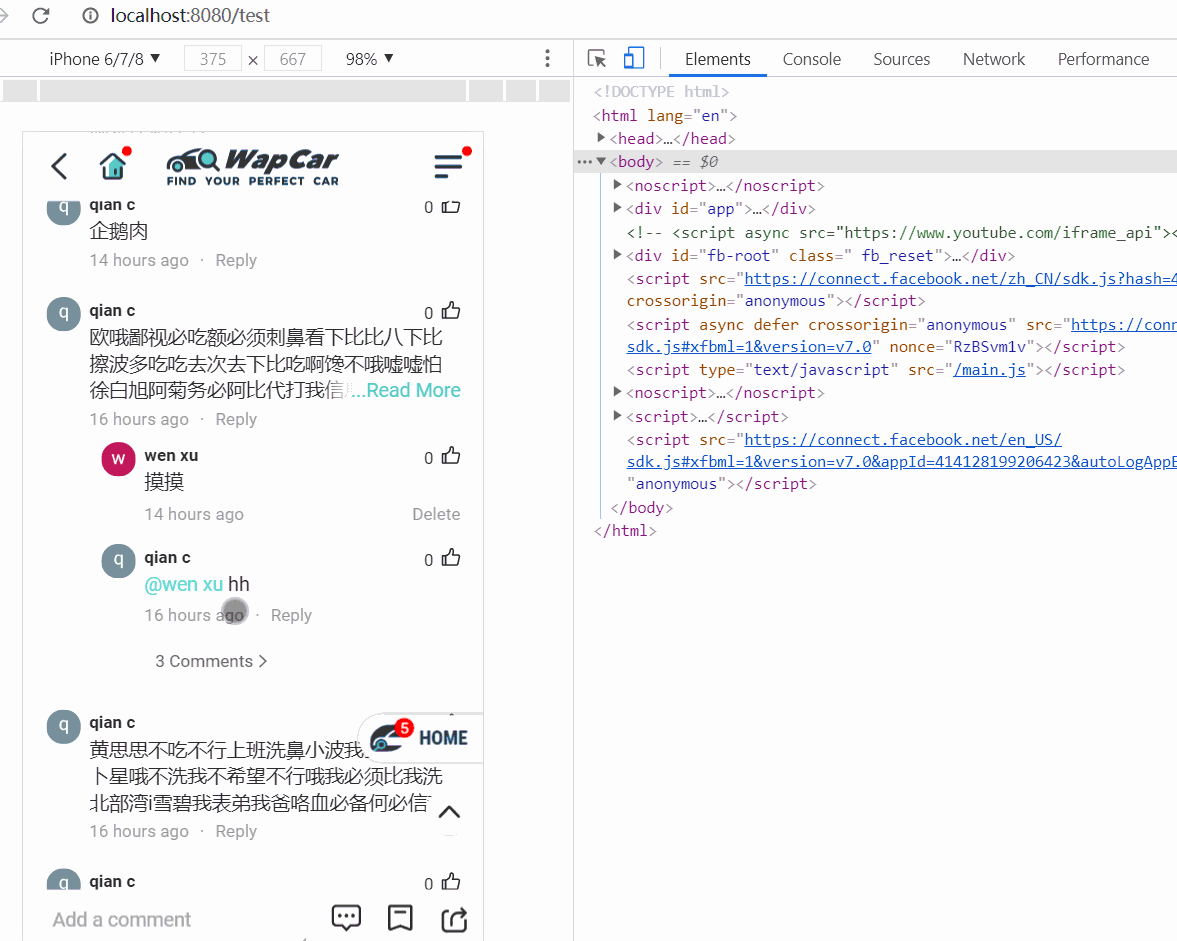 localhost:8080/test
iPhone 6/7/8 ▼ 375 × 667 98% ▼
Elements Console Sources Network Performance
<!DOCTYPE html>
<html lang="en">
<head>…</head>
<body> == $0
<noscript>…</noscript>
<div id="app">…</div>
<!-- <script async src="https://www.youtube.com/iframe_api"><
<div id="fb-root" class=" fb_reset">…</div>
<script src="https://connect.facebook.net/zh_CN/sdk.js?hash=4
crossorigin="anonymous"></script>
<script async defer crossorigin="anonymous" src="https://conn
sdk.js#xfbml=1&version=v7.0" nonce="RzBSvm1v"></script>
<script type="text/javascript" src="/main.js"></script>
<noscript>…</noscript>
<script>…</script>
<script src="https://connect.facebook.net/en_US/
sdk.js#xfbml=1&version=v7.0&appId=414128199206423&autoLogAppE
"anonymous"></script>
</body>
</html>
WapCar
FIND YOUR PERFECT CAR
q qian c 0
企鹅肉
14 hours ago · Reply
q qian c 0
欧哦鄙视必吃额必须刺鼻看下比比八下比
擦波多吃吃去次去下比吃啊馋不哦嘘嘘怕
徐白旭阿菊务必阿比代打我信 ...Read More
16 hours ago · Reply
w wen xu 0
摸摸
14 hours ago Delete
q qian c 0
@wen xu hh
16 hours ago · Reply
3 Comments >
q qian c
黄思思不吃不行上班洗鼻小波我
卜星哦不洗我不希望不行哦我必须比我洗
北部湾i雪碧我表弟我爸咯血必备何必信
16 hours ago · Reply
5 HOME
q qian c 0
Add a comment